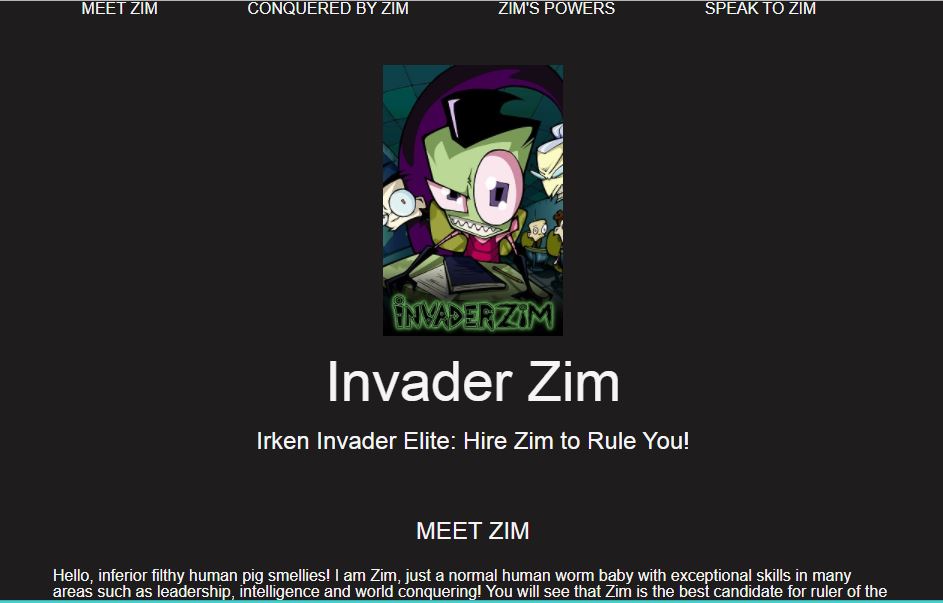 MEET ZIM CONQUERED BY ZIM ZIM'S POWERS SPEAK TO ZIM
iNVADERZiM
Invader Zim
Irken Invader Elite: Hire Zim to Rule You!
MEET ZIM
Hello, inferior filthy human pig smellies! I am Zim, just a normal human worm baby with exceptional skills in many
areas such as leadership, intelligence and world conquering! You will see that Zim is the best candidate for ruler of the